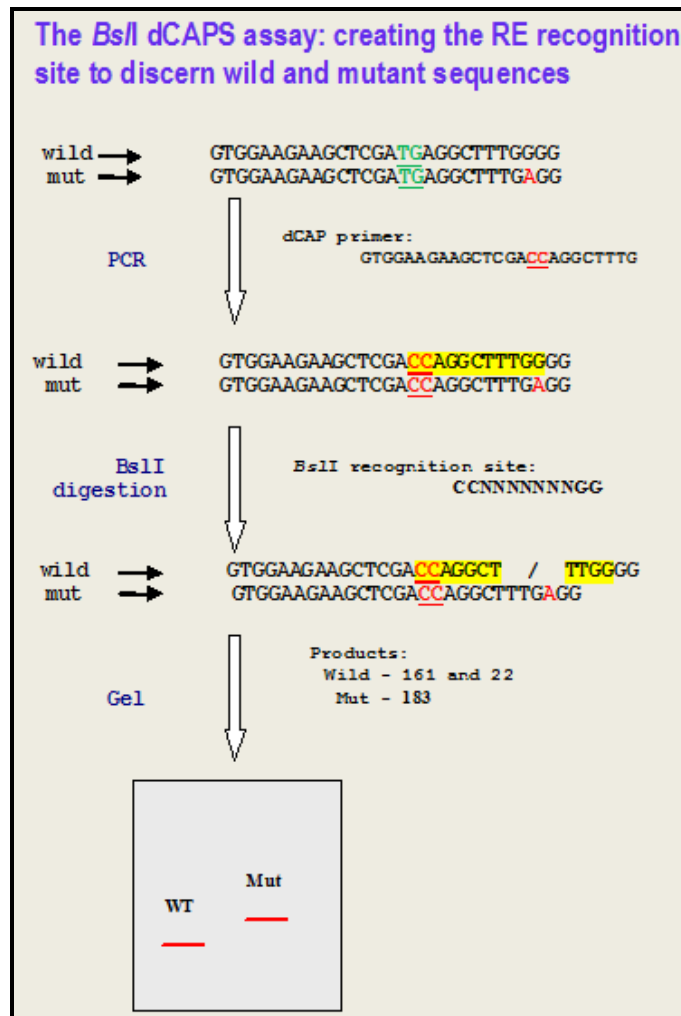 The BslI dCAPS assay: creating the RE recognition
site to discern wild and mutant sequences
wild GTGGAAGAAGCTCGATGAGGCTTTGGGG
mut GTGGAAGAAGCTCGATGAGGCTTTGAGG
PCR
dCAP primer:
GTGGAAGAAGCTCGACCAGGCTTTG
wild GTGGAAGAAGCTCGACCAGGCTTTGGGG
mut GTGGAAGAAGCTCGACCAGGCTTTGAGG
BslI
digestion
BslI recognition site:
CCNNNNNNNGG
wild GTGGAAGAAGCTCGACCAGGCT / TTGGGG
mut GTGGAAGAAGCTCGACCAGGCTTTGAGG
Gel
Products:
Wild - 161 and 22
Mut - 183
Mut
WT